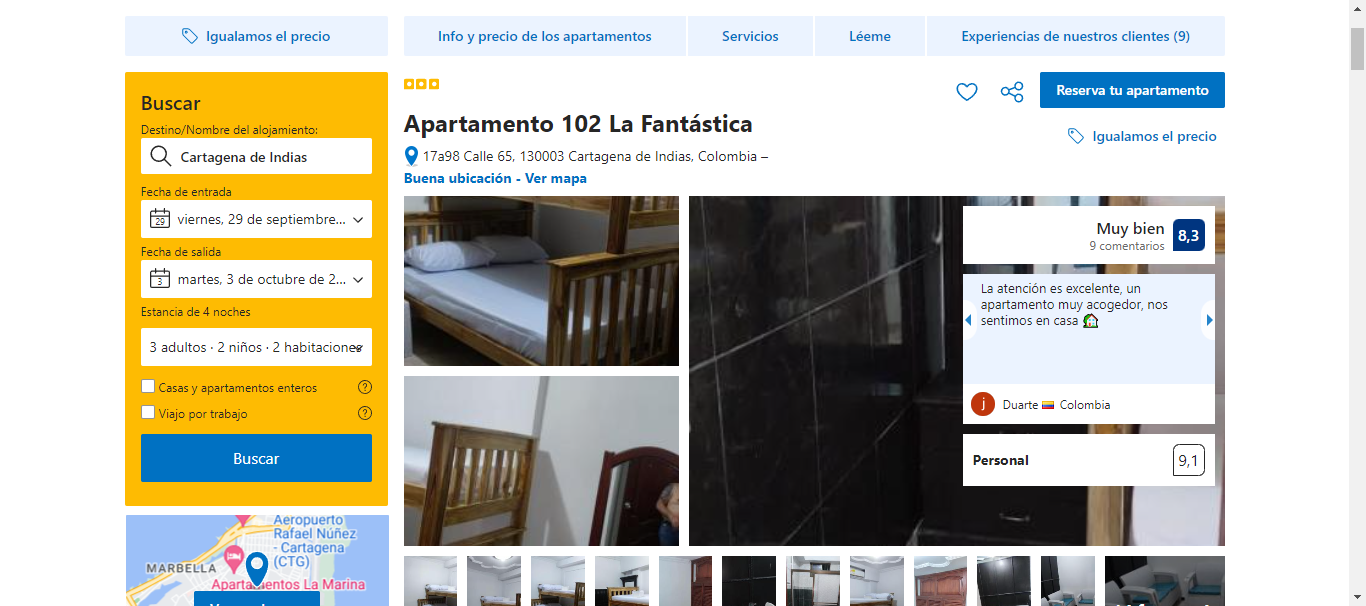 Igualamos el precio
Info y precio de los apartamentos
Servicios
Léeme
Experiencias de nuestros clientes (9)
Buscar
Destino/Nombre del alojamiento:
Cartagena de Indias
Fecha de entrada
29
viernes, 29 de septiembre...
Fecha de salida
3
martes, 3 de octubre de 2...
Estancia de 4 noches
3 adultos · 2 niños · 2 habitaciones
Casas y apartamentos enteros
Viajo por trabajo
Buscar
Aeropuerto
Rafael Núñez
- Cartagena
(CTG)
MARBELLA
Apartamentos La Marina
Reserva tu apartamento
Apartamento 102 La Fantástica
Igualamos el precio
17a98 Calle 65, 130003 Cartagena de Indias, Colombia –
Buena ubicación - Ver mapa
Muy bien
8,3
9 comentarios
La atención es excelente, un
apartamento muy acogedor, nos
sentimos en casa 🏡
j
Duarte 🇨🇴 Colombia
Personal
9,1